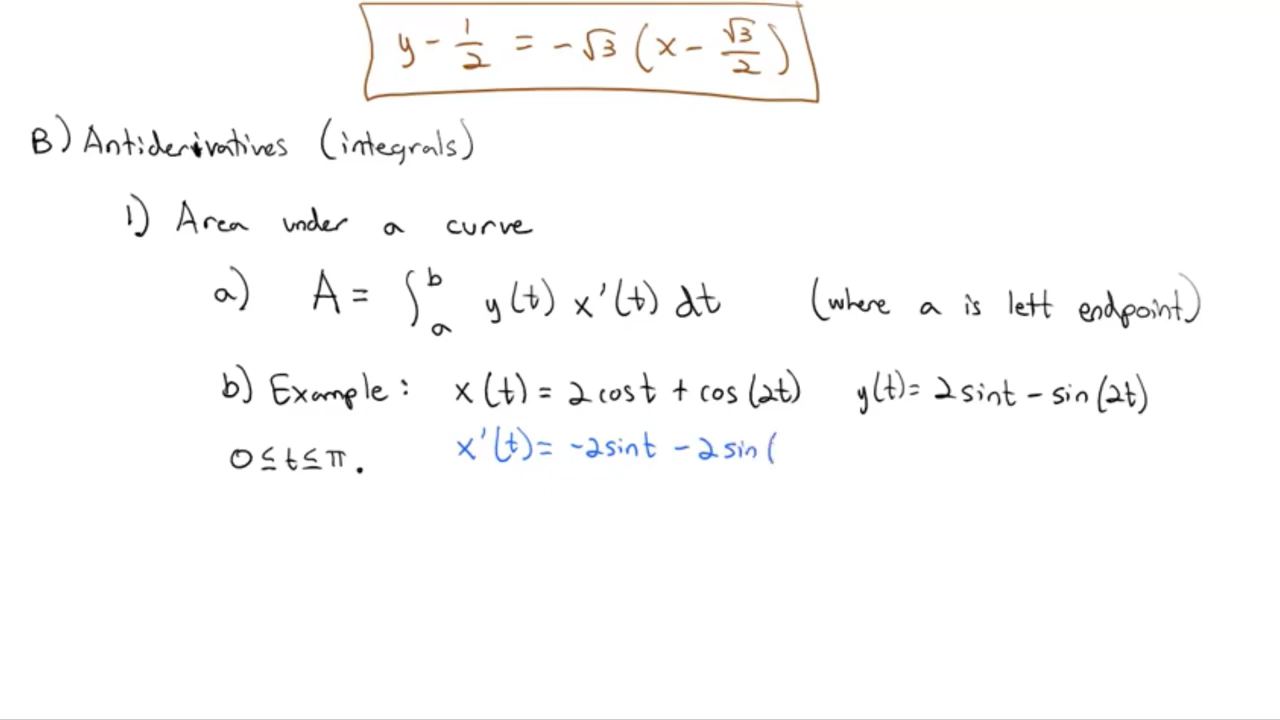 y - 1/2 = -√3 (x - √3/2)
B) Antiderivatives (integrals)
1) Area under a curve
a) A = ∫_a^b y(t) x'(t) dt (where a is left endpoint)
b) Example: x(t) = 2cost + cos(2t) y(t) = 2sint - sin(2t)
0 ≤ t ≤ π. x'(t) = -2sint - 2sin(